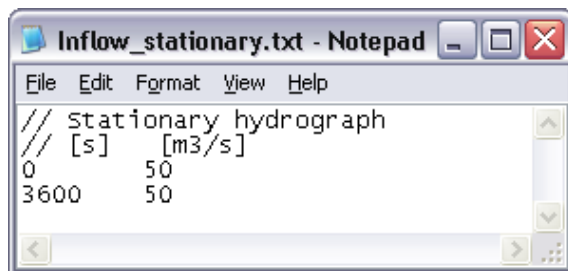 Inflow_stationary.txt - Notepad
File Edit Format View Help
// Stationary hydrograph
// [s] [m3/s]
0 50
3600 50